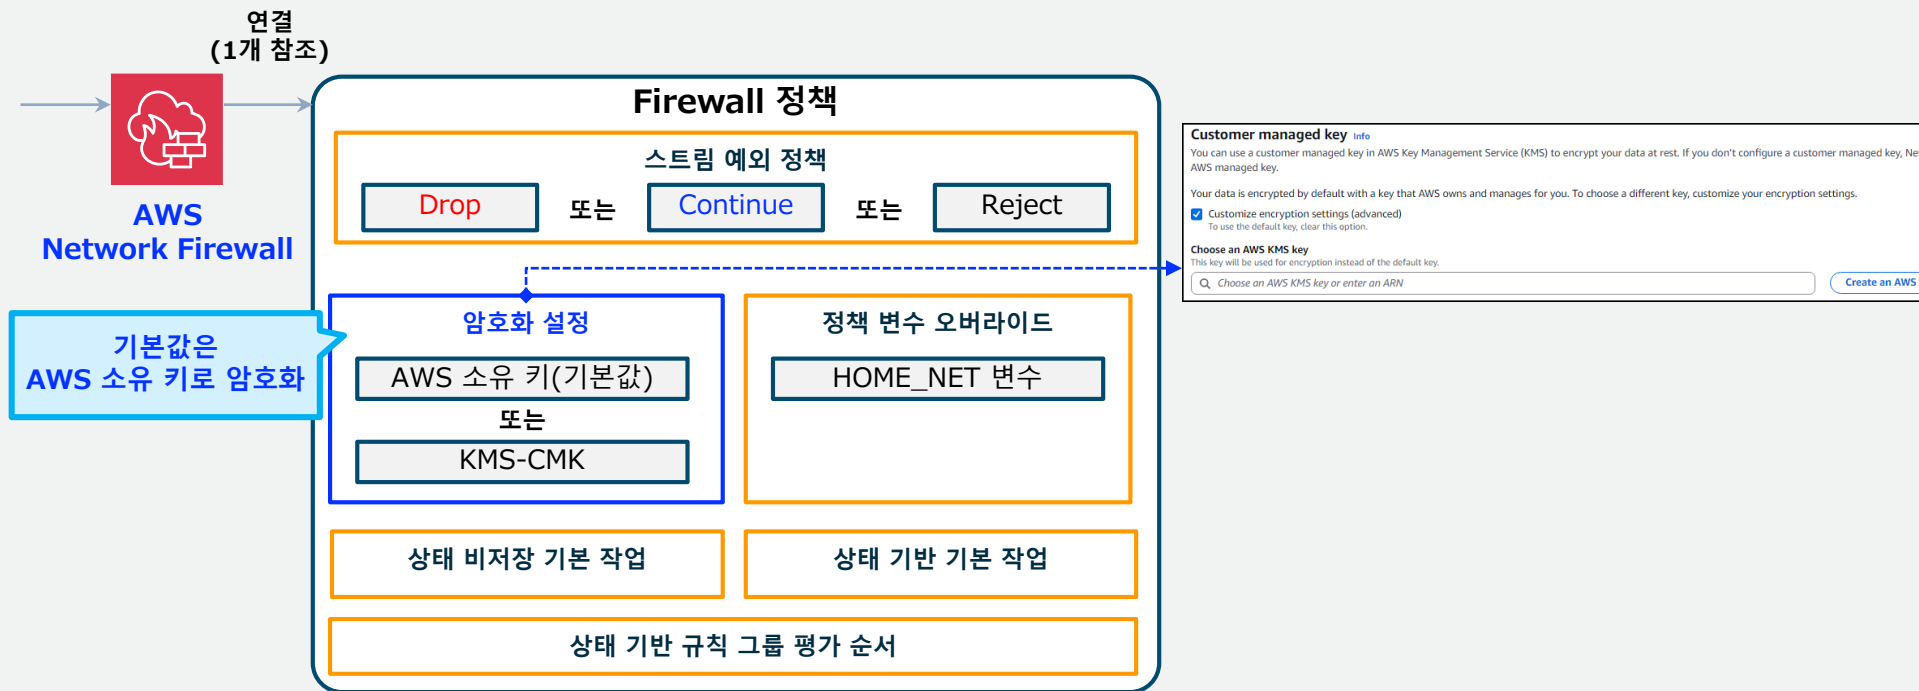 연결
(1개 참조)
AWS
Network Firewall
기본값은
AWS 소유 키로 암호화
Firewall 정책
스트림 예외 정책
Drop 또는 Continue 또는 Reject
암호화 설정
AWS 소유 키(기본값)
또는
KMS-CMK
정책 변수 오버라이드
HOME_NET 변수
상태 비저장 기본 작업
상태 기반 기본 작업
상태 기반 규칙 그룹 평가 순서
Customer managed key Info
You can use a customer managed key in AWS Key Management Service (KMS) to encrypt your data at rest. If you don't configure a customer managed key, Net
AWS managed key.
Your data is encrypted by default with a key that AWS owns and manages for you. To choose a different key, customize your encryption settings.
Customize encryption settings (advanced)
To use the default key, clear this option.
Choose an AWS KMS key
This key will be used for encryption instead of the default key.
Choose an AWS KMS key or enter an ARN
Create an AWS